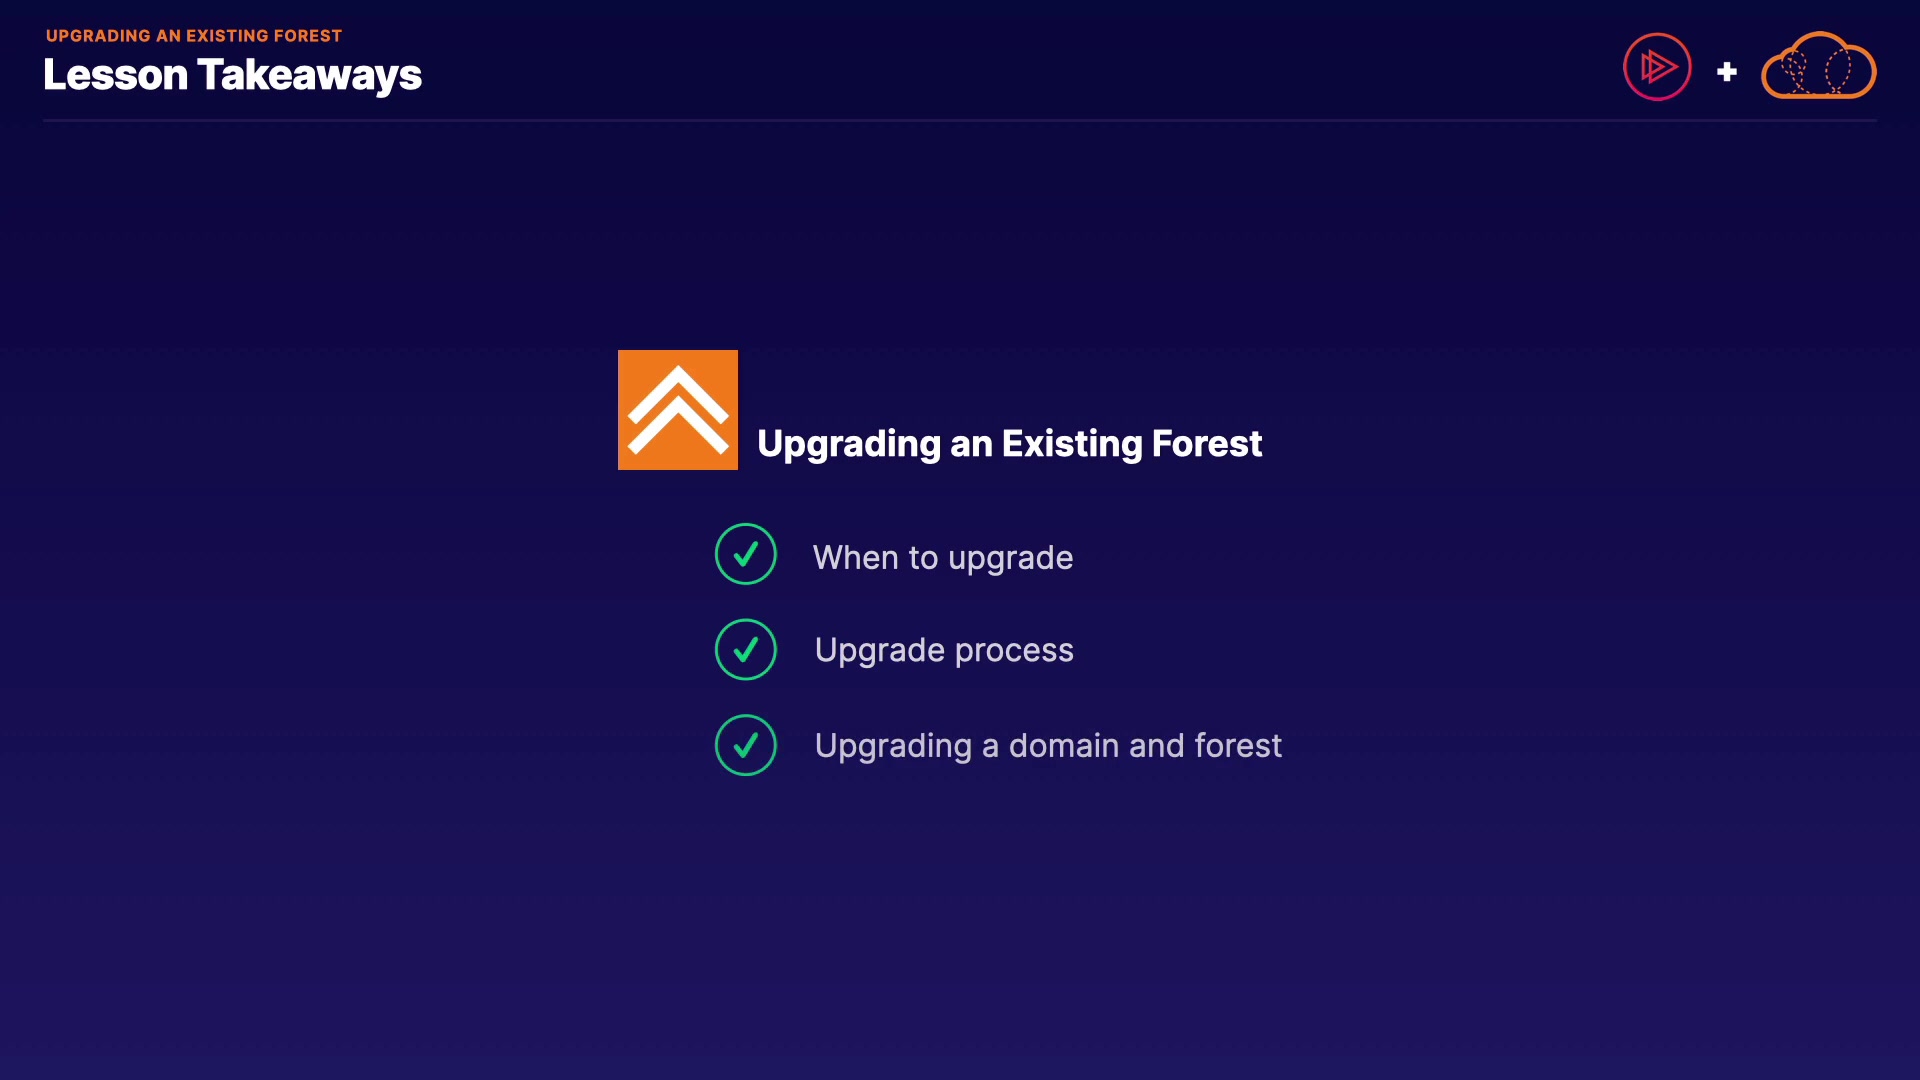 UPGRADING AN EXISTING FOREST
Lesson Takeaways
Upgrading an Existing Forest
When to upgrade
Upgrade process
Upgrading a domain and forest